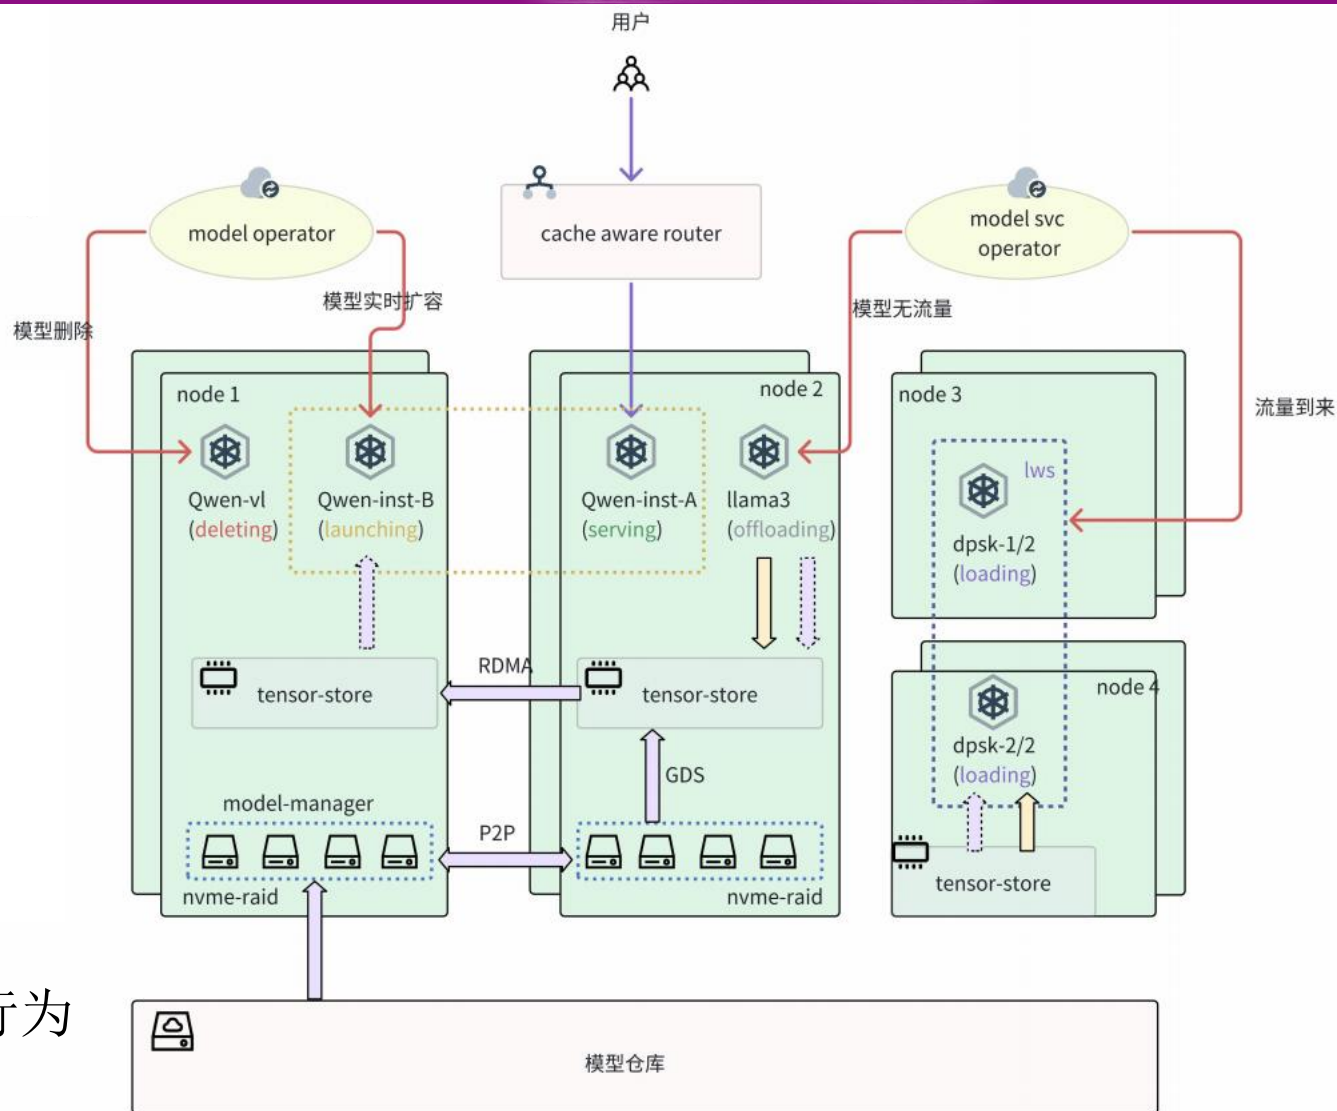 用户
model operator
cache aware router
model svc
operator
模型删除
模型实时扩容
模型无流量
流量到来
node 1
Qwen-vl
(deleting)
Qwen-inst-B
(launching)
tensor-store
model-manager
nvme-raid
RDMA
P2P
node 2
Qwen-inst-A
(serving)
llama3
(offloading)
tensor-store
GDS
nvme-raid
node 3
lws
dpsk-1/2
(loading)
node 4
dpsk-2/2
(loading)
tensor-store
行为
模型仓库